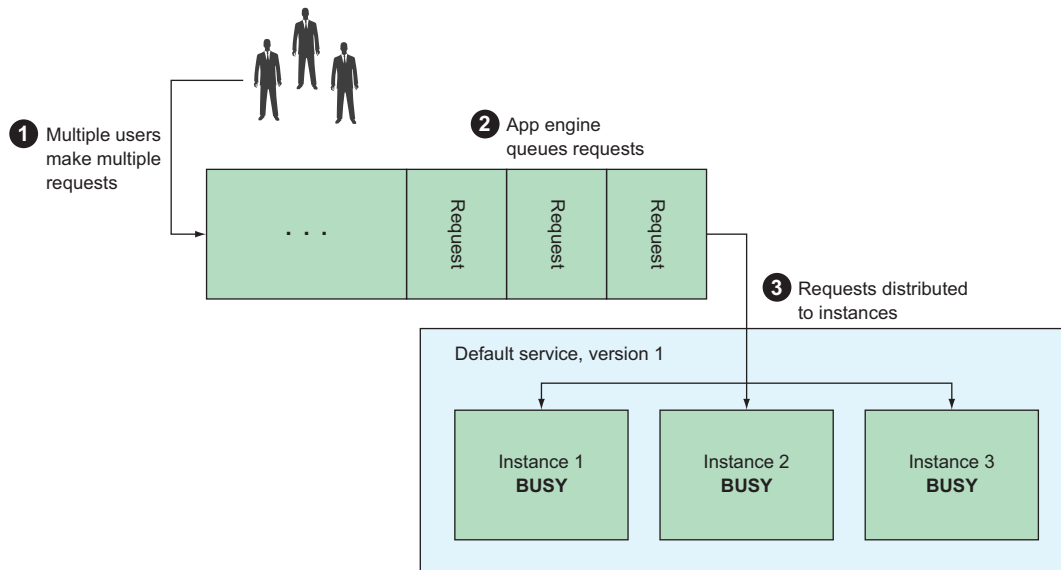 1 Multiple users
make multiple
requests
2 App engine
queues requests
. . .
Request
Request
Request
3 Requests distributed
to instances
Default service, version 1
Instance 1
BUSY
Instance 2
BUSY
Instance 3
BUSY